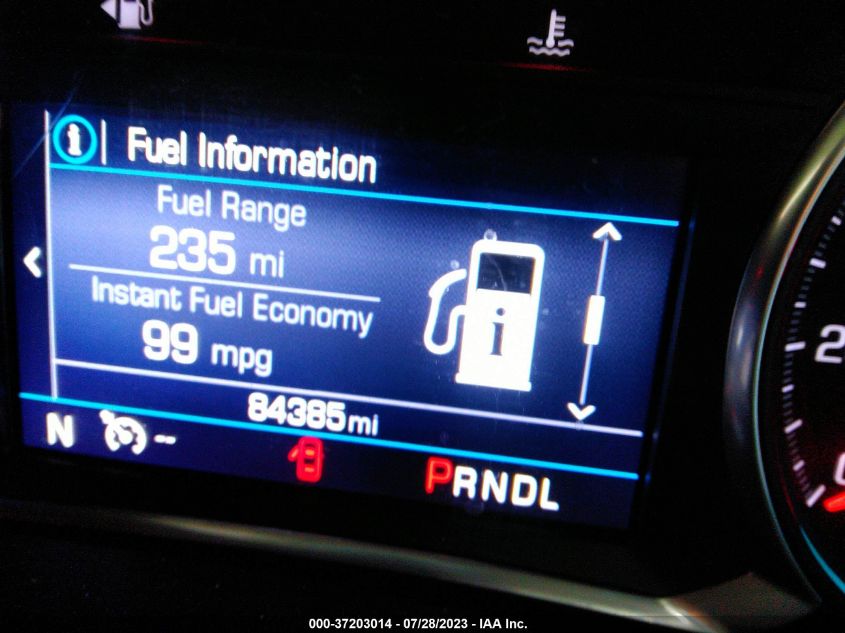 i Fuel Information
Fuel Range
235 mi
Instant Fuel Economy
99 mpg
i
84385mi
N --
PRNDL
000-37203014 - 07/28/2023 - IAA Inc.